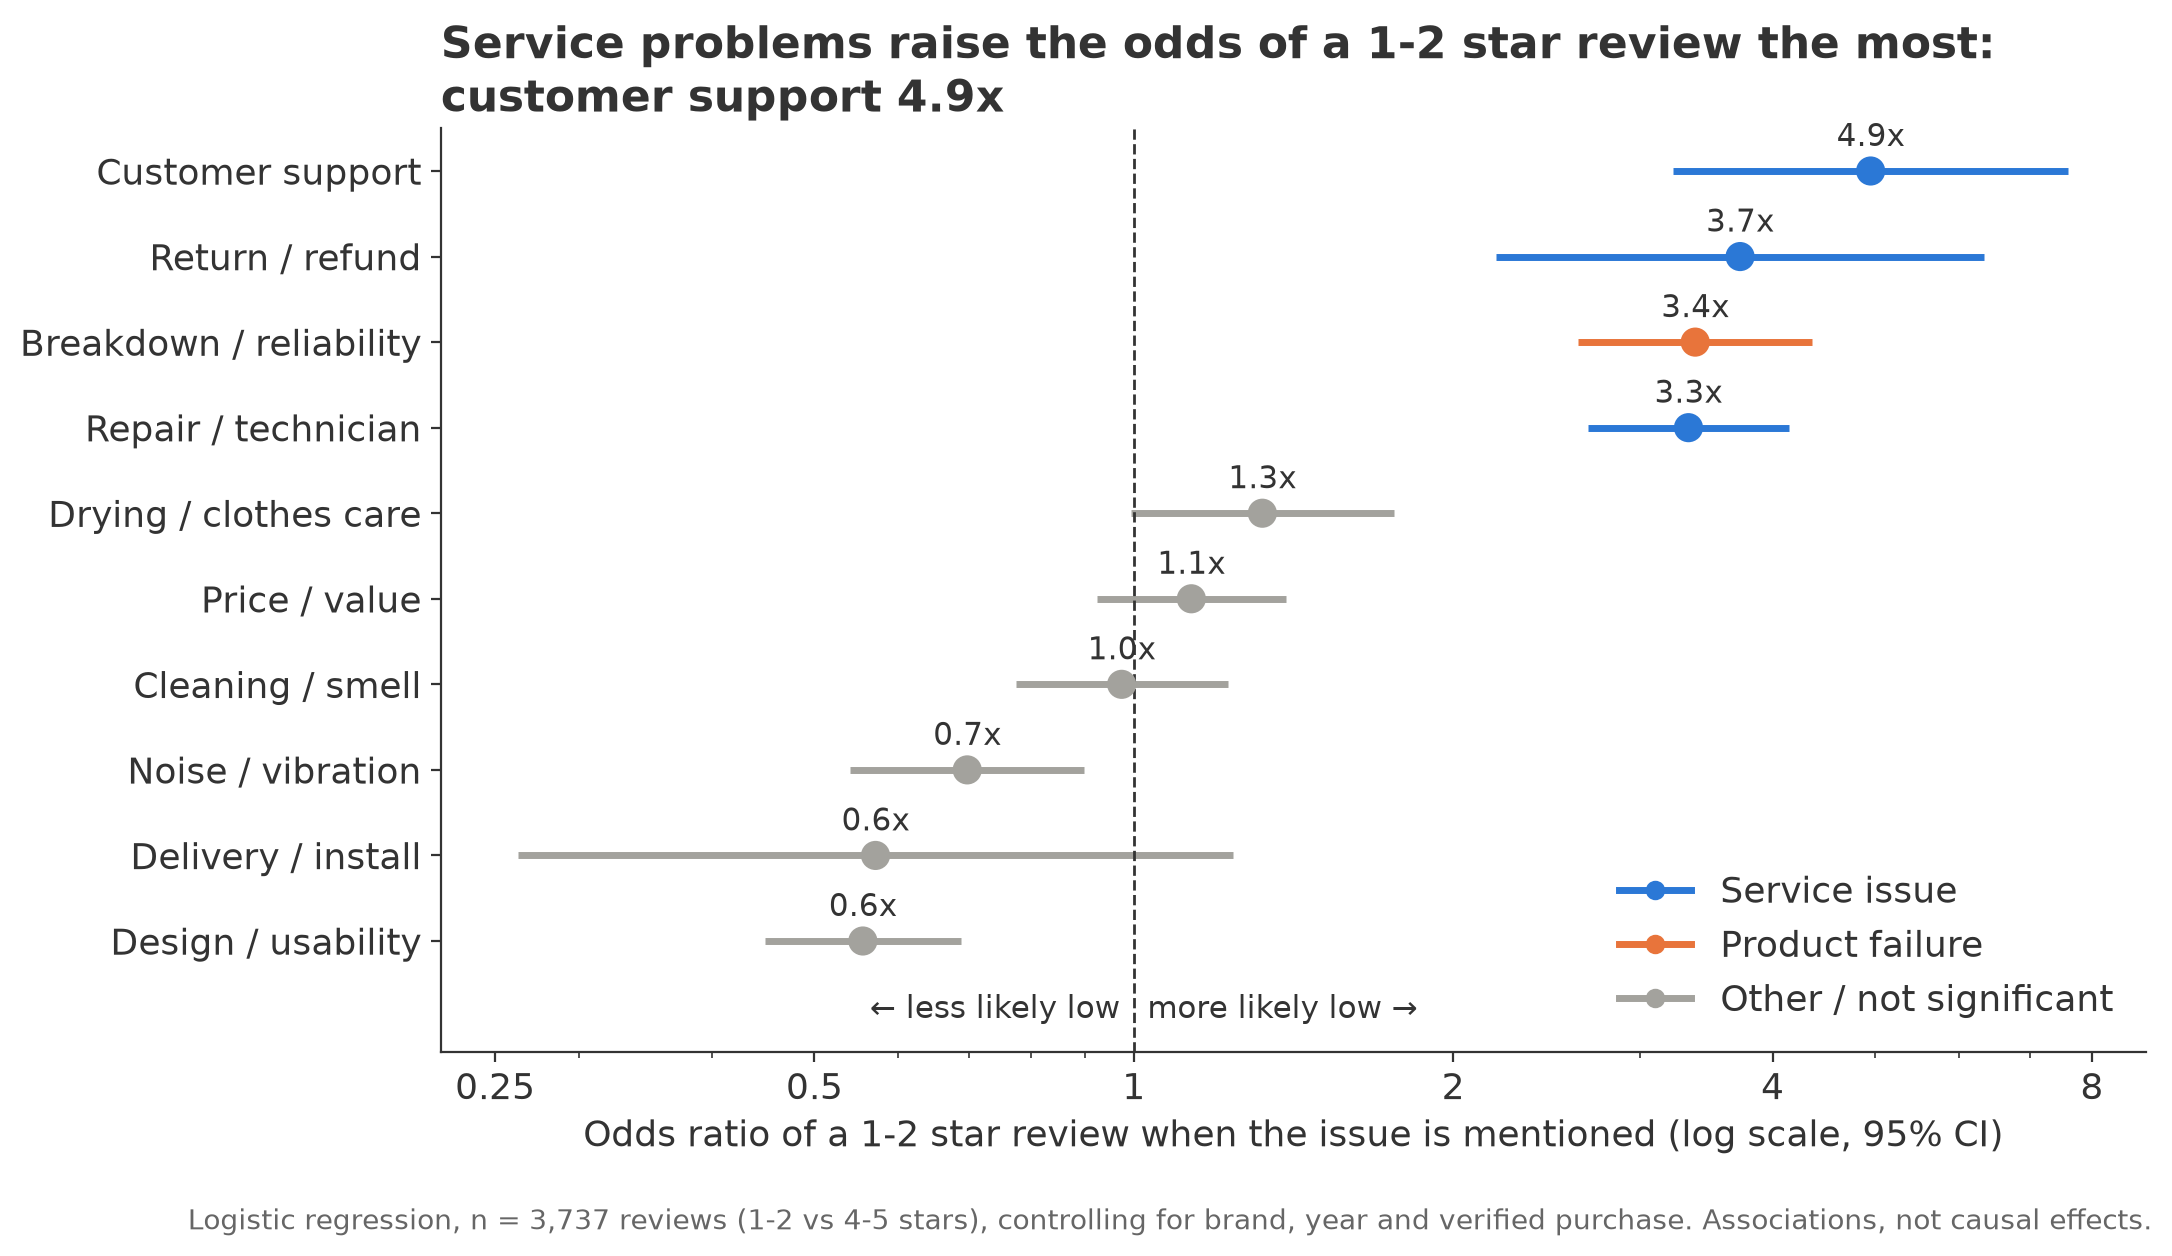 Service problems raise the odds of a 1-2 star review the most:
customer support 4.9x
Customer support
4.9x
Return / refund
3.7x
Breakdown / reliability
3.4x
Repair / technician
3.3x
Drying / clothes care
1.3x
Price / value
1.1x
Cleaning / smell
1.0x
Noise / vibration
0.7x
Delivery / install
0.6x
Design / usability
0.6x
← less likely low
more likely low →
Service issue
Product failure
Other / not significant
0.25 0.5 1 2 4 8
Odds ratio of a 1-2 star review when the issue is mentioned (log scale, 95% CI)
Logistic regression, n = 3,737 reviews (1-2 vs 4-5 stars), controlling for brand, year and verified purchase. Associations, not causal effects.